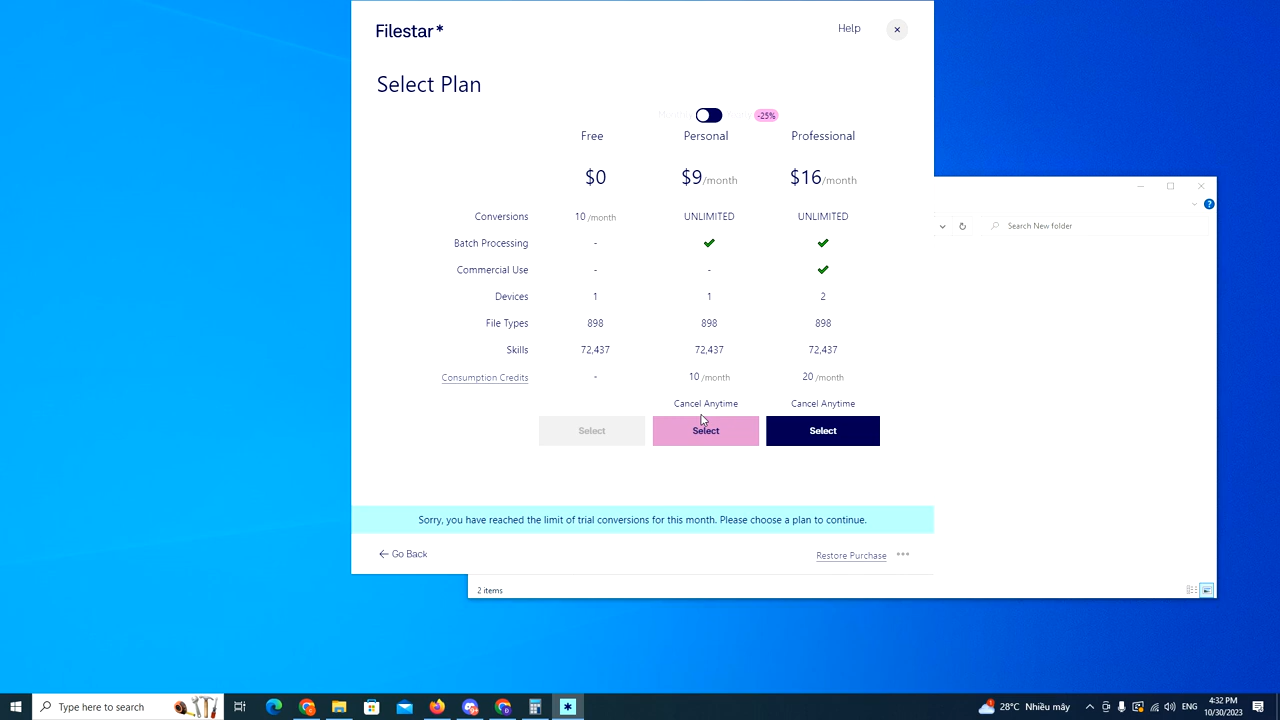 Filestar*
Help
Select Plan
-25%
Free Personal Professional
$0 $9/month $16/month
Conversions 10 /month UNLIMITED UNLIMITED
Batch Processing -
Commercial Use - -
Devices 1 1 2
File Types 898 898 898
Skills 72,437 72,437 72,437
Consumption Credits - 10 /month 20 /month
Cancel Anytime Cancel Anytime
Select Select Select
Sorry, you have reached the limit of trial conversions for this month. Please choose a plan to continue.
Go Back
Restore Purchase
Search New folder
2 items
Type here to search
28°C Nhiều mây
ENG
4:32 PM
10/30/2023